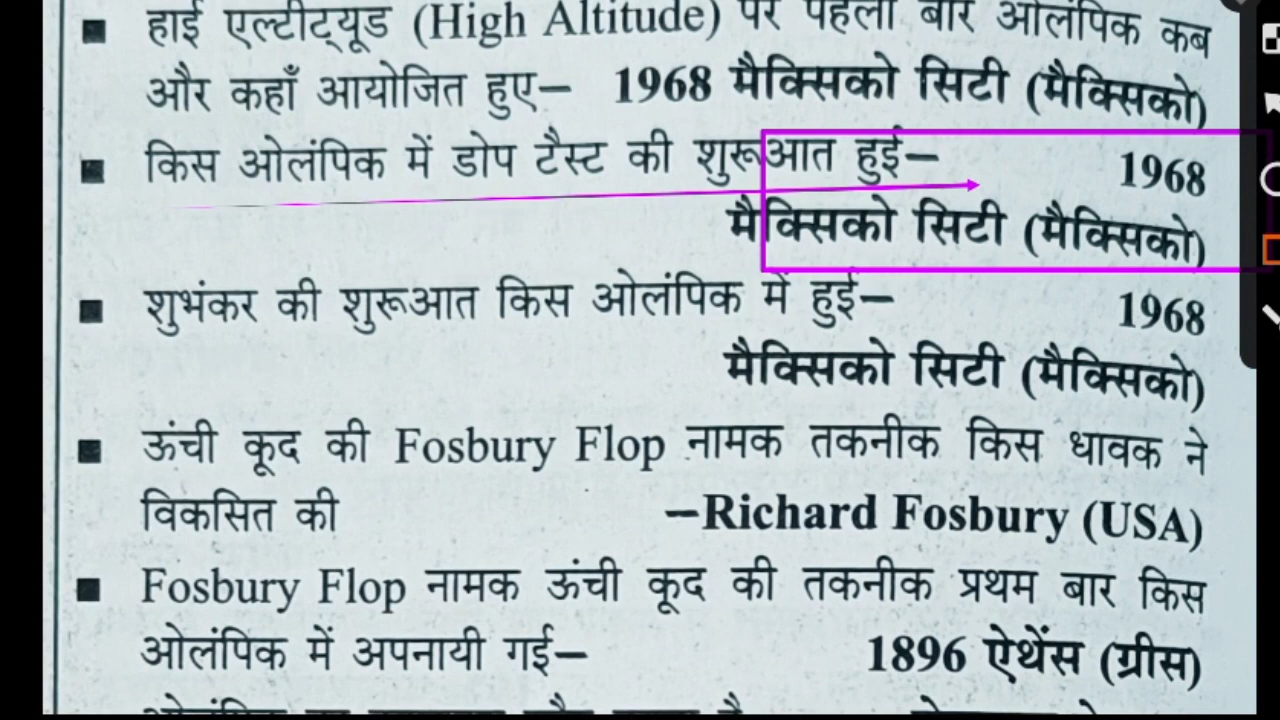 ■ हाई एल्टीट्यूड (High Altitude) पर पहली बार ओलंपिक कब
और कहाँ आयोजित हुए– 1968 मैक्सिको सिटी (मैक्सिको)
■ किस ओलंपिक में डोप टैस्ट की शुरूआत हुई– 1968
मैक्सिको सिटी (मैक्सिको)
■ शुभंकर की शुरूआत किस ओलंपिक में हुई– 1968
मैक्सिको सिटी (मैक्सिको)
■ ऊंची कूद की Fosbury Flop नामक तकनीक किस धावक ने
विकसित की –Richard Fosbury (USA)
■ Fosbury Flop नामक ऊंची कूद की तकनीक प्रथम बार किस
ओलंपिक में अपनायी गई– 1896 ऐथेंस (ग्रीस)